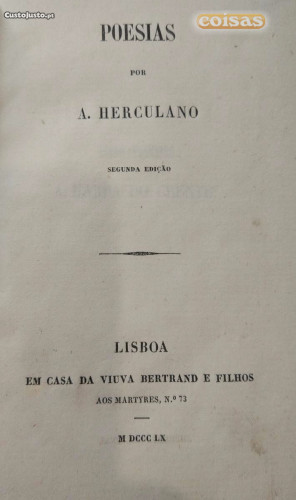 CustoJusto.pt
coisas
POESIAS
POR
A. HERCULANO
SEGUNDA EDIÇÃO
LISBOA
EM CASA DA VIUVA BERTRAND E FILHOS
AOS MARTYRES, N.º 73
M DCCC LX